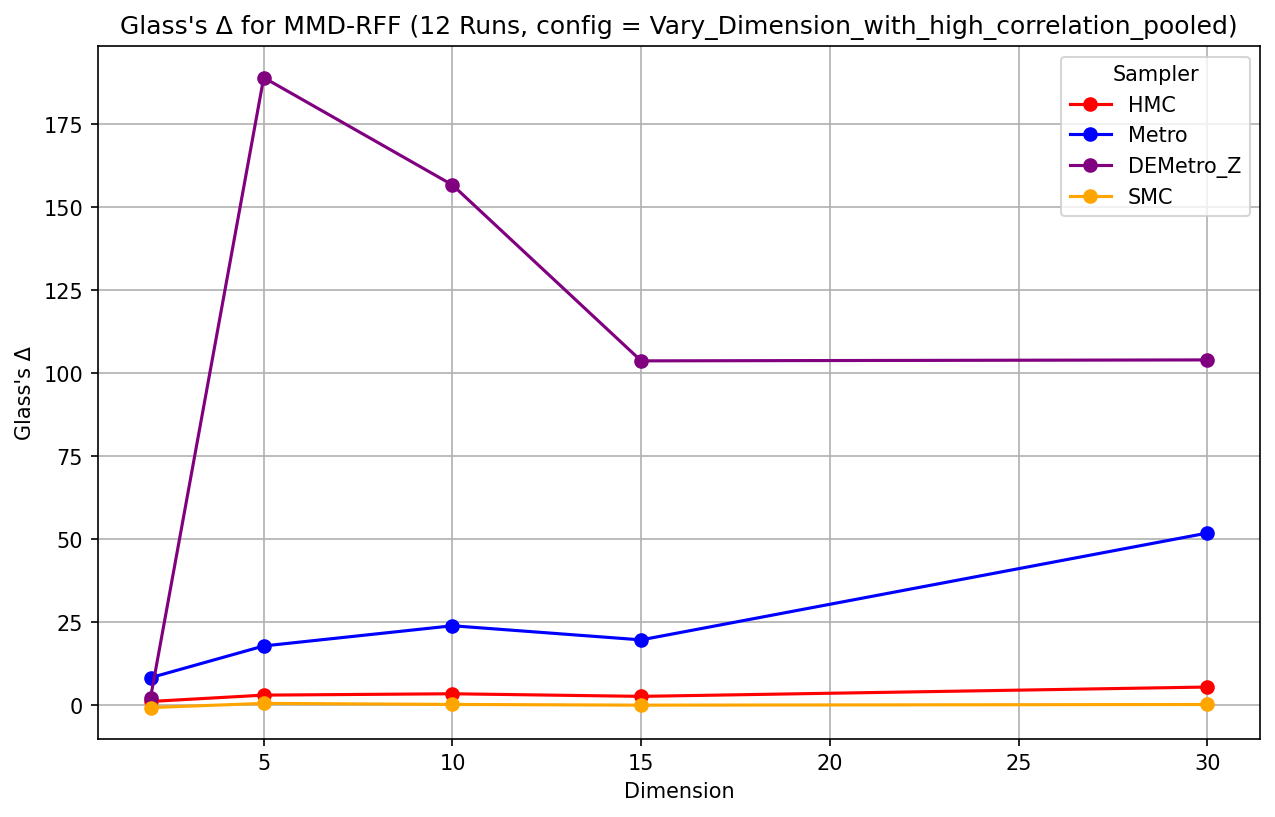 Glass's Δ for MMD-RFF (12 Runs, config = Vary_Dimension_with_high_correlation_pooled)
Sampler
HMC
Metro
DEMetro_Z
SMC
Glass's Δ
175
150
125
100
75
50
25
0
5
10
15
20
25
30
Dimension